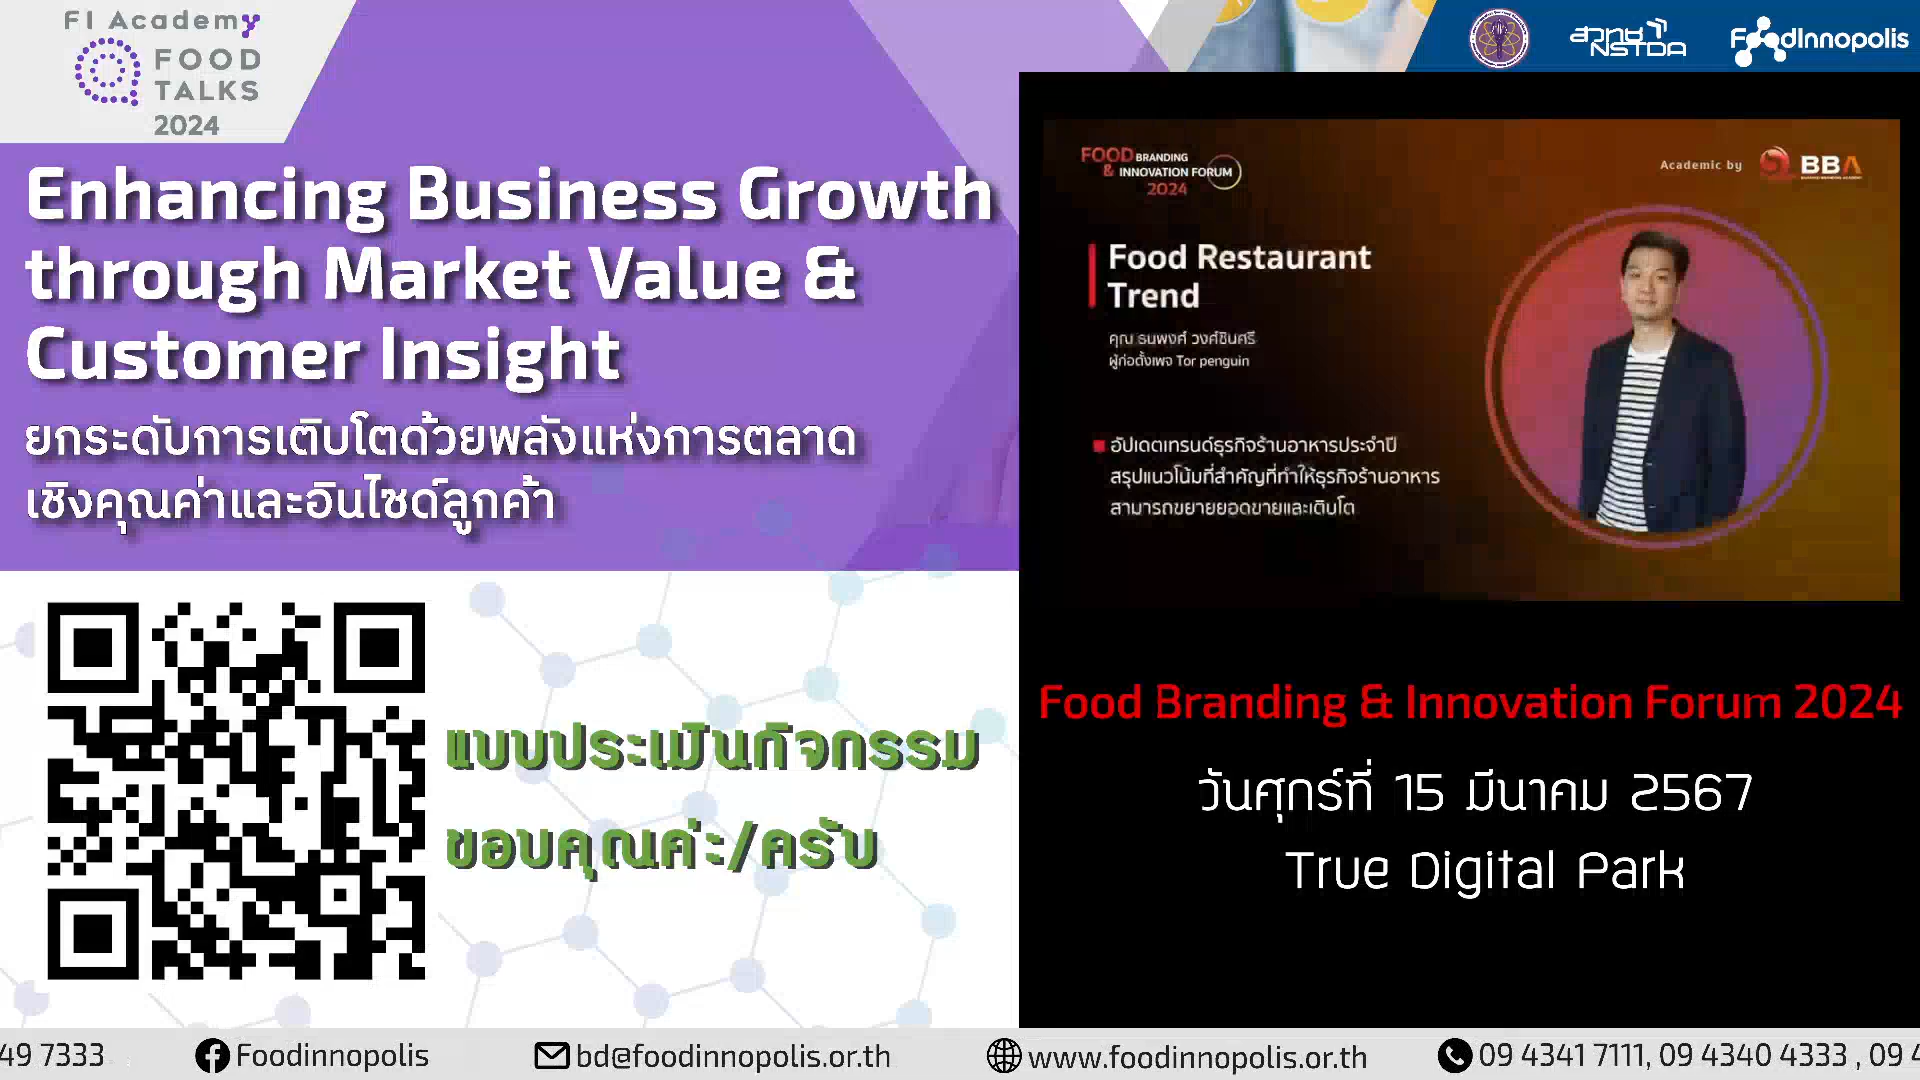 FI Academy
FOOD
TALKS
2024
สวทช
NSTDA
FoodInnopolis
Enhancing Business Growth
through Market Value &
Customer Insight
ยกระดับการเติบโตด้วยพลังแห่งการตลาด
เชิงคุณค่าและอินไซด์ลูกค้า
FOOD BRANDING
& INNOVATION FORUM
2024
Academic by
BBA
Food Restaurant
Trend
คุณธนพงศ์ วงศ์ชินศรี
ผู้ก่อตั้งเพจ Tor penguin
อัปเดตเทรนด์ธุรกิจร้านอาหารประจำปี
สรุปแนวโน้มที่สำคัญที่ทำให้ธุรกิจร้านอาหาร
สามารถขยายยอดขายและเติบโต
แบบประเมินกิจกรรม
ขอบคุณค่ะ/ครับ
Food Branding & Innovation Forum 2024
วันศุกร์ที่ 15 มีนาคม 2567
True Digital Park
49 7333 Foodinnopolis bd@foodinnopolis.or.th www.foodinnopolis.or.th 09 4341 7111, 09 4340 4333 , 09 4